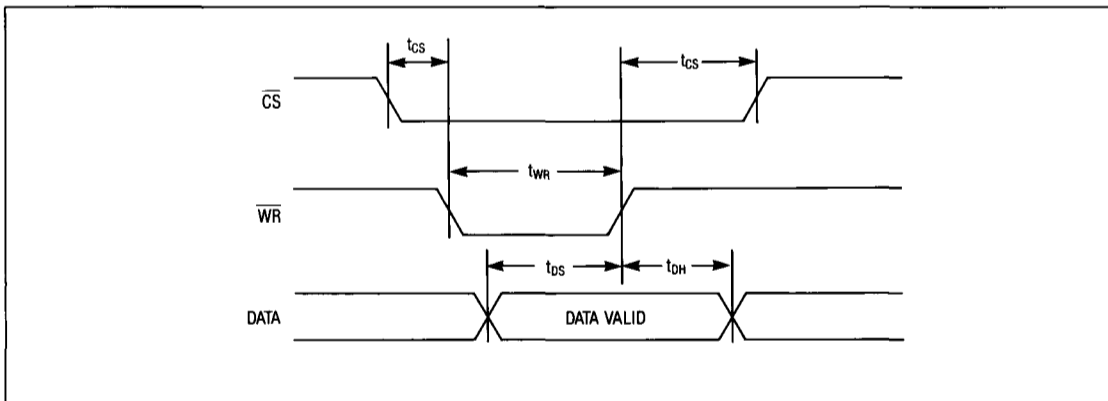 tCS
tCS
CS
tWR
WR
tDS
tDH
DATA
DATA VALID